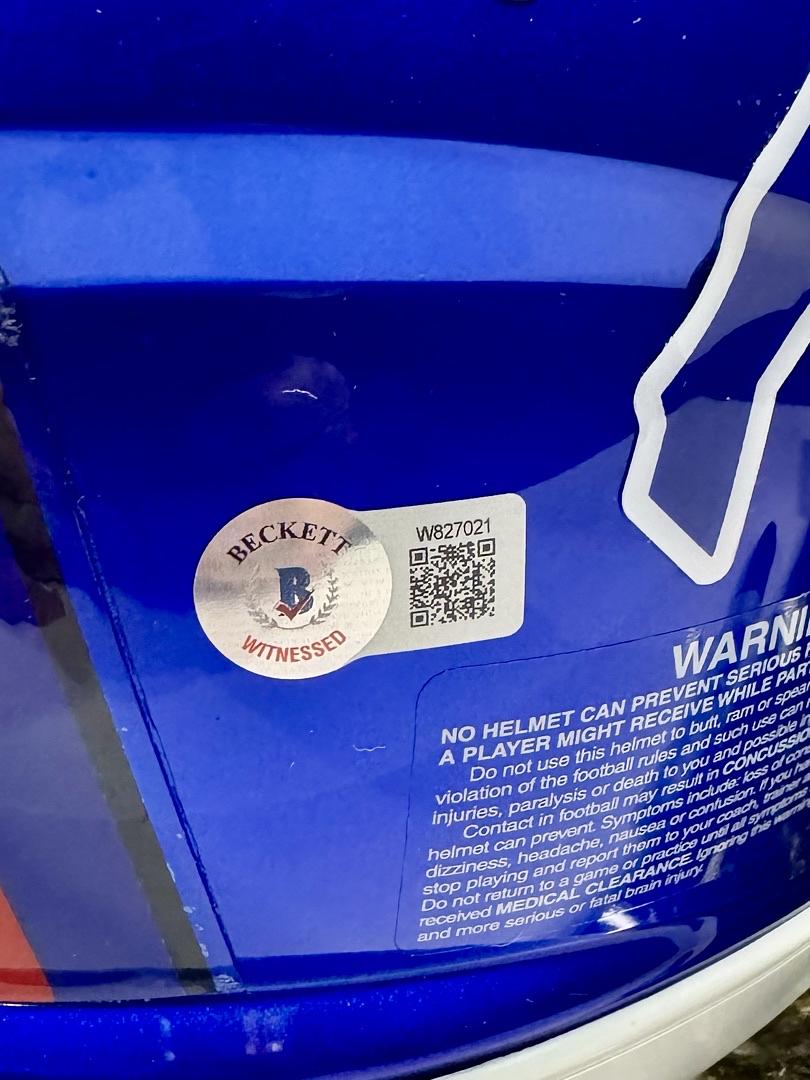 BECKETT
B
WITNESSED
W827021
WARNI
NO HELMET CAN PREVENT SERIOUS
A PLAYER MIGHT RECEIVE WHILE PAR
Do not use this helmet to butt, ram or spear
violation of the football rules and such use can
injuries, paralysis or death to you and possible
Contact in football may result in CONCUSSIO
helmet can prevent. Symptoms include: loss of
dizziness, headache, nausea or confusion. If you
stop playing and report them to your coach, trainer
Do not return to a game or practice until all symptoms
received MEDICAL CLEARANCE. Ignoring this
and more serious or fatal brain injury.